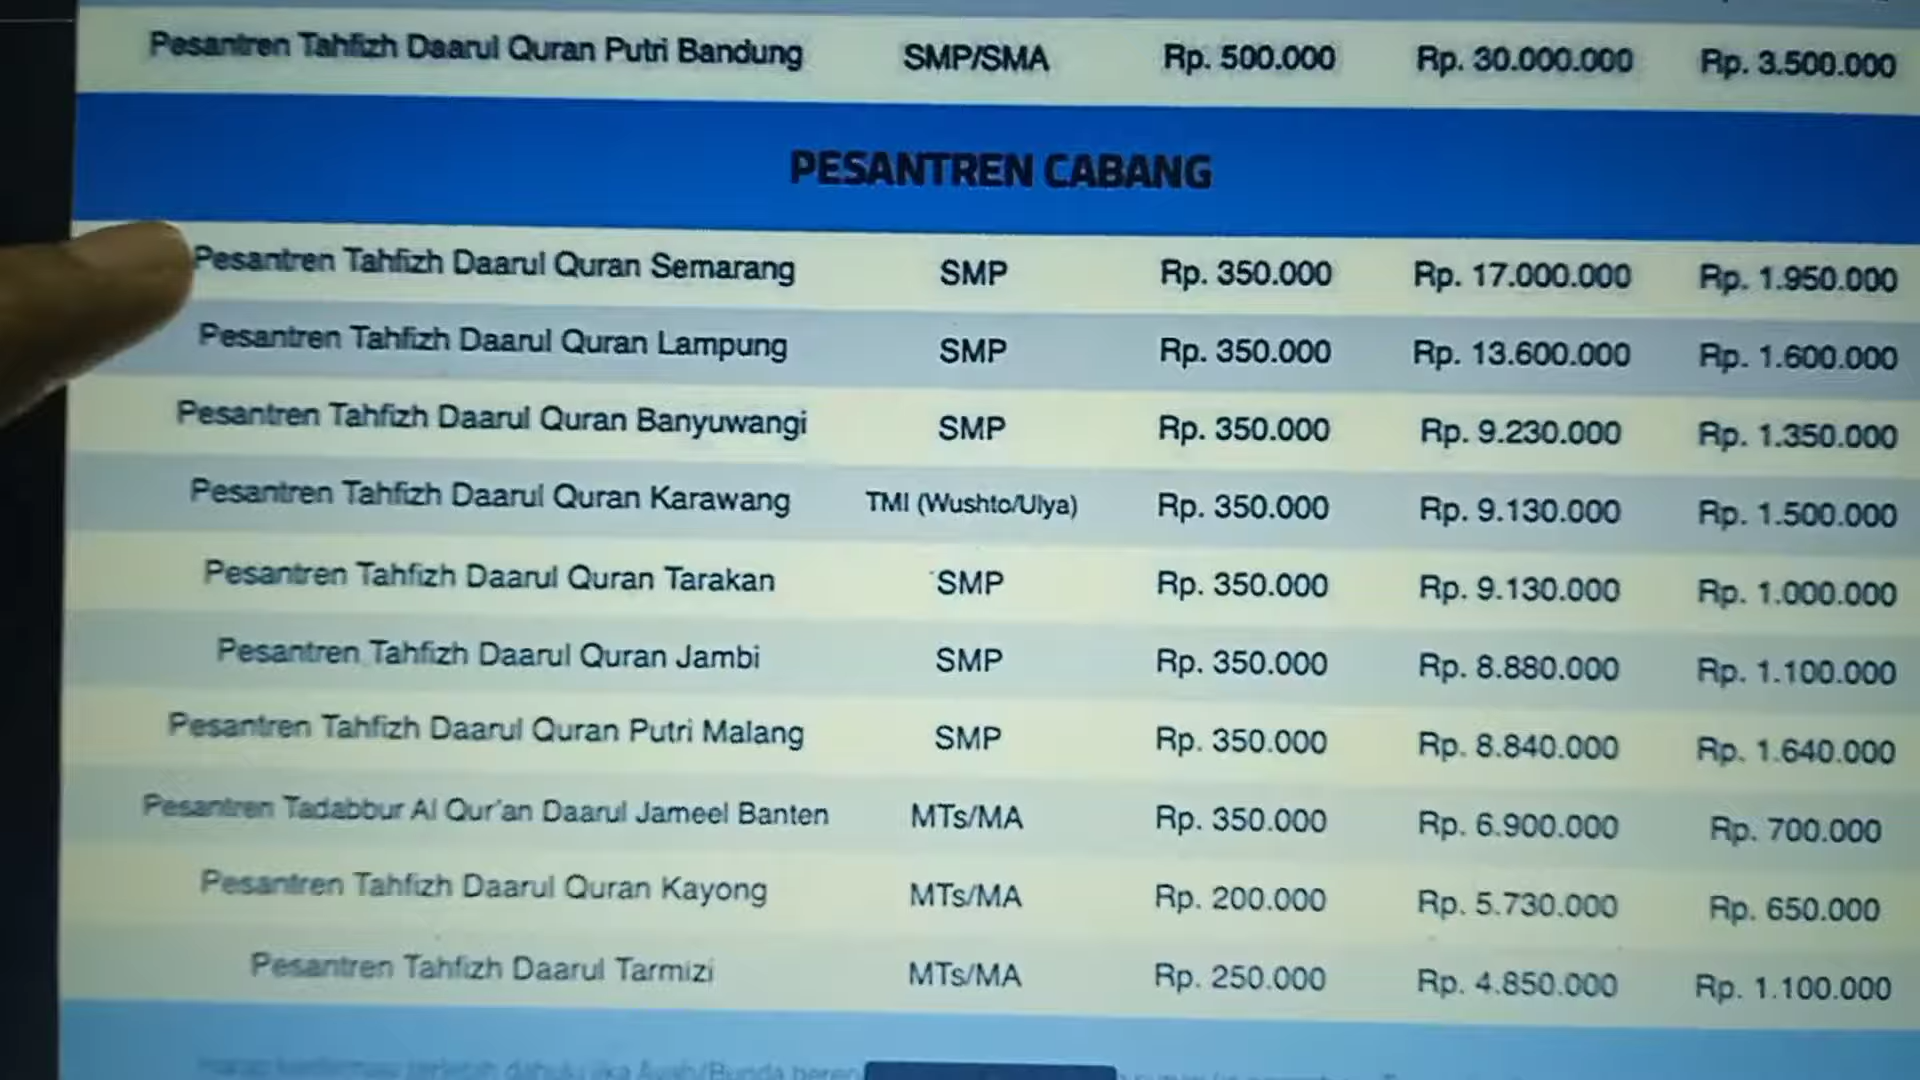 Pesantren Tahfizh Daarul Quran Putri Bandung SMP/SMA Rp. 500.000 Rp. 30.000.000 Rp. 3.500.000
PESANTREN CABANG
Pesantren Tahfizh Daarul Quran Semarang SMP Rp. 350.000 Rp. 17.000.000 Rp. 1.950.000
Pesantren Tahfizh Daarul Quran Lampung SMP Rp. 350.000 Rp. 13.600.000 Rp. 1.600.000
Pesantren Tahfizh Daarul Quran Banyuwangi SMP Rp. 350.000 Rp. 9.230.000 Rp. 1.350.000
Pesantren Tahfizh Daarul Quran Karawang TMI (Wushto/Ulya) Rp. 350.000 Rp. 9.130.000 Rp. 1.500.000
Pesantren Tahfizh Daarul Quran Tarakan SMP Rp. 350.000 Rp. 9.130.000 Rp. 1.000.000
Pesantren Tahfizh Daarul Quran Jambi SMP Rp. 350.000 Rp. 8.880.000 Rp. 1.100.000
Pesantren Tahfizh Daarul Quran Putri Malang SMP Rp. 350.000 Rp. 8.840.000 Rp. 1.640.000
Pesantren Tadabbur Al Qur'an Daarul Jameel Banten MTs/MA Rp. 350.000 Rp. 6.900.000 Rp. 700.000
Pesantren Tahfizh Daarul Quran Kayong MTs/MA Rp. 200.000 Rp. 5.730.000 Rp. 650.000
Pesantren Tahfizh Daarul Tarmizi MTs/MA Rp. 250.000 Rp. 4.850.000 Rp. 1.100.000